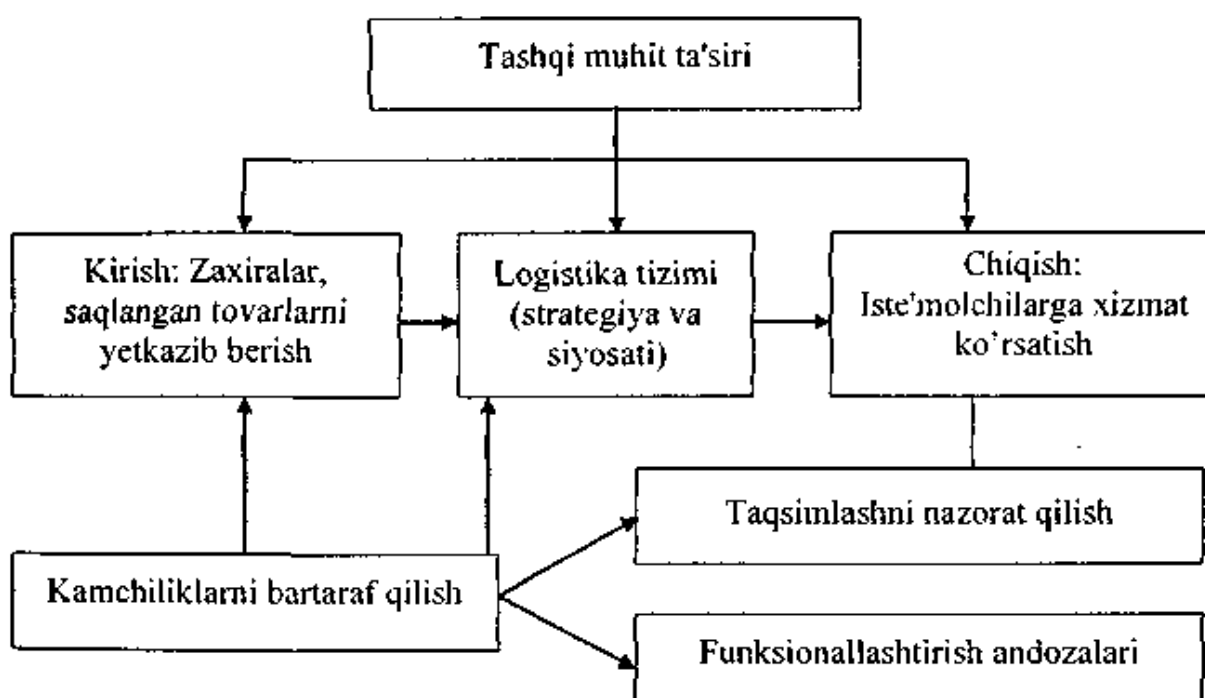 Tashqi muhit ta'siri
Kirish: Zaxiralar,
saqlangan tovarlarni
yetkazib berish
Logistika tizimi
(strategiya va
siyosati)
Chiqish:
Iste'molchilarga xizmat
ko'rsatish
Taqsimlashni nazorat qilish
Kamchiliklarni bartaraf qilish
Funksionallashtirish andozalari